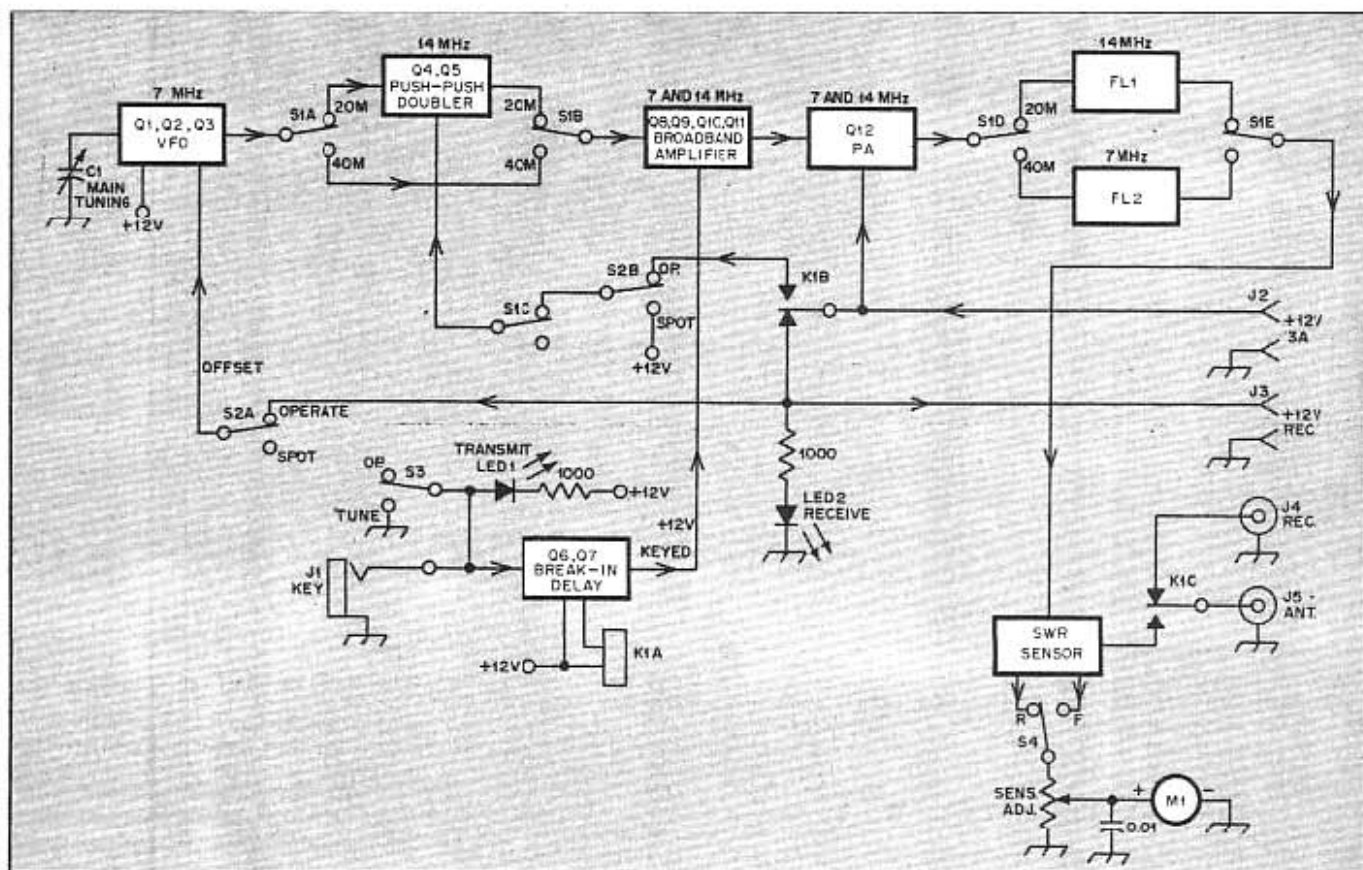 14 MHz
Q4,Q5
PUSH-PUSH
DOUBLER
7 MHz
Q1, Q2, Q3
VFO
S1A
20M
40M
20M
40M
S1B
7 AND 14 MHz
Q8,Q9,Q10,Q11
BROADBAND
AMPLIFIER
7 AND 14 MHz
Q12
PA
S1D
20M
40M
14MHz
FL1
7MHz
FL2
S1E
C1
MAIN
TUNING
+12V
S1C
S2B
OP.
SPOT
+12V
K1B
J2
+12V
3A
OFFSET
S2A
OPERATE
SPOT
J3
+12V
REC
OP.
S3
TUNE
TRANSMIT
LED1
1000
+12V
1000
LED2
RECEIVE
J1
KEY
Q6,Q7
BREAK-IN
DELAY
+12V
KEYED
+12V
K1A
J4
REC.
K1C
J5
ANT.
SWR
SENSOR
R
F
S4
SENS.
ADJ.
0.01
+
M1
-